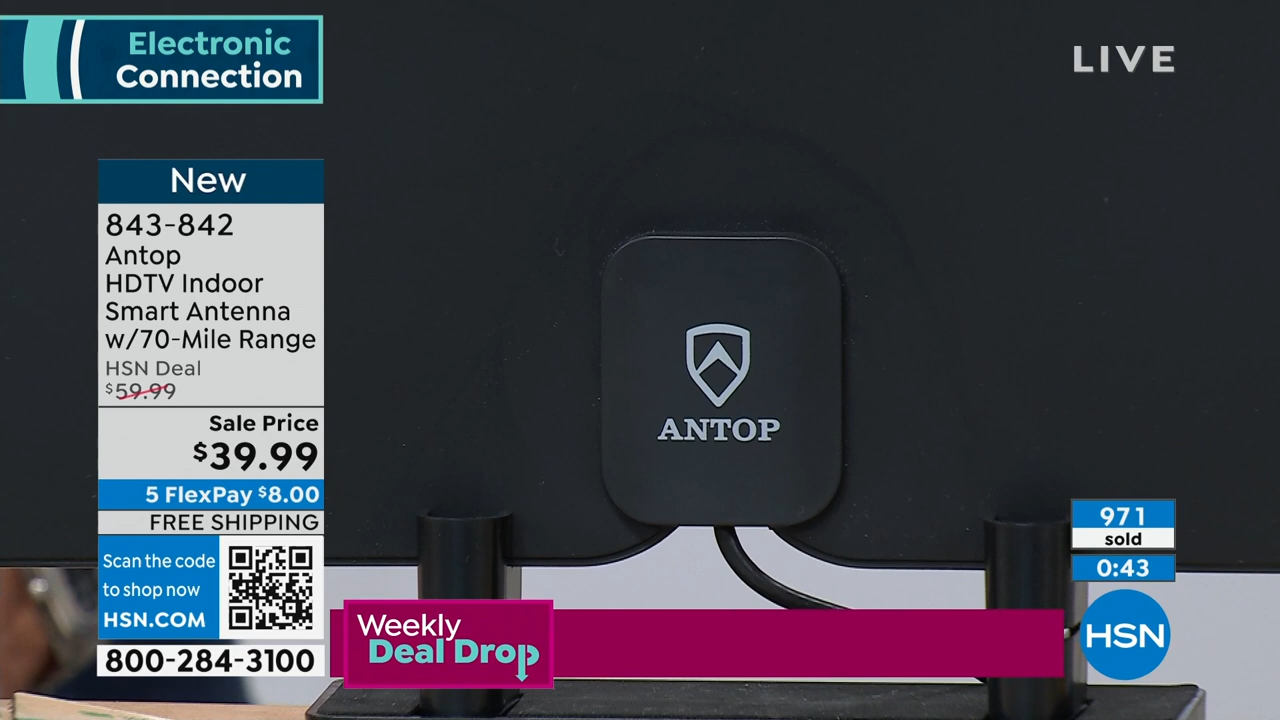 Electronic
Connection
LIVE
New
843-842
Antop
HDTV Indoor
Smart Antenna
w/70-Mile Range
HSN Deal
$59.99
Sale Price
$39.99
5 FlexPay $8.00
FREE SHIPPING
Scan the code
to shop now
HSN.COM
800-284-3100
ANTOP
Weekly
Deal Drop
971
sold
0:43
HSN